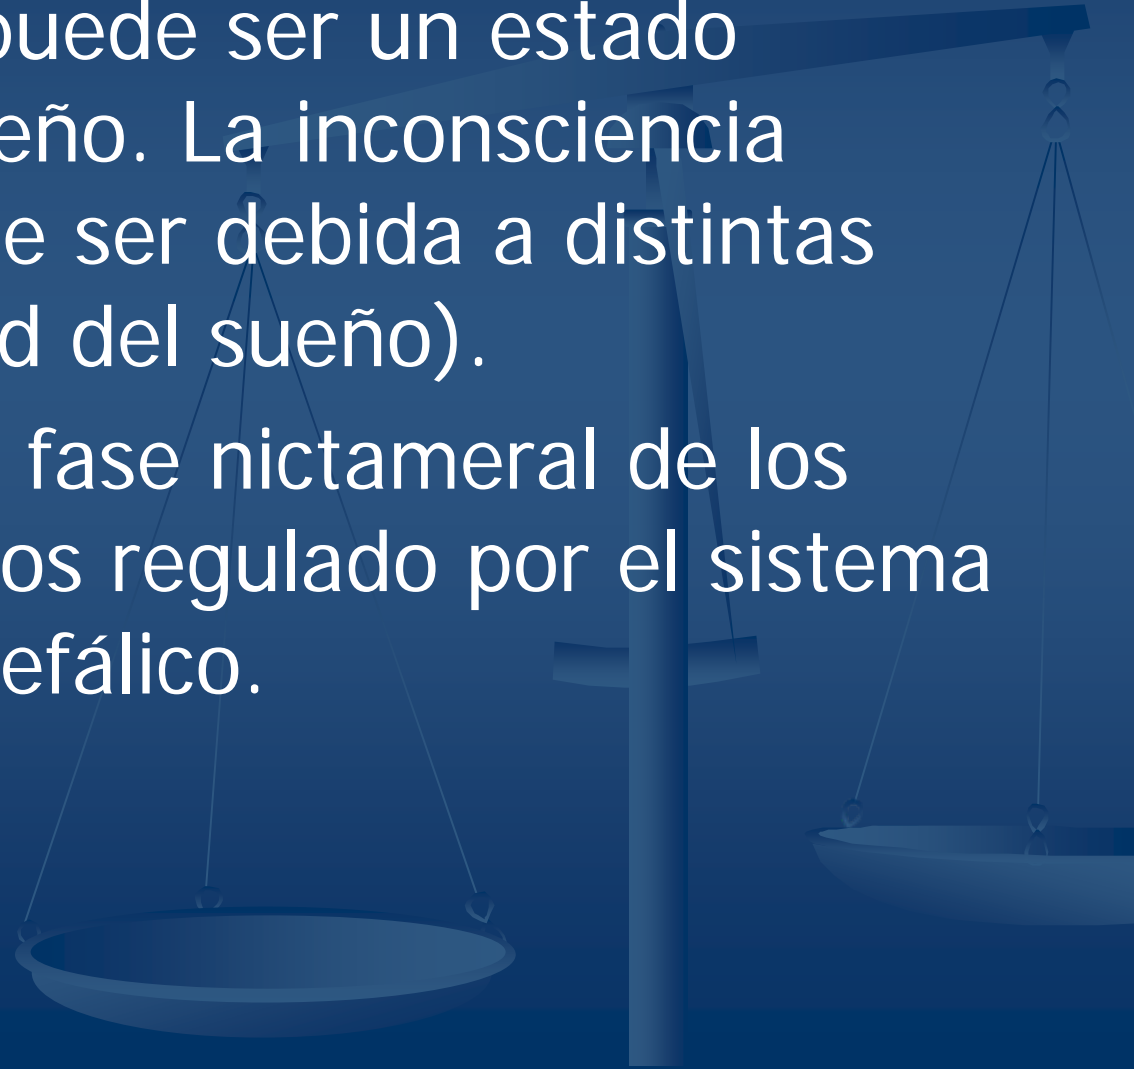 puede ser un estado
eño. La inconsciencia
e ser debida a distintas
d del sueño).
fase nictameral de los
os regulado por el sistema
efálico.